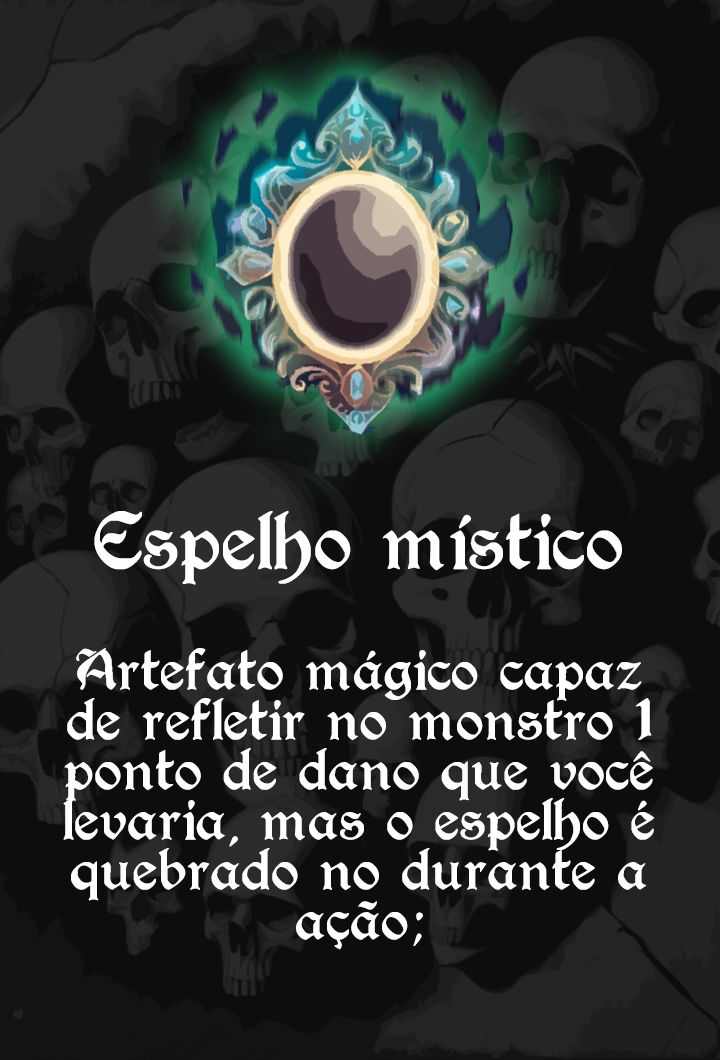 Espelho místico
Artefato mágico capaz
de refletir no monstro 1
ponto de dano que você
levaria, mas o espelho é
quebrado no durante a
ação;